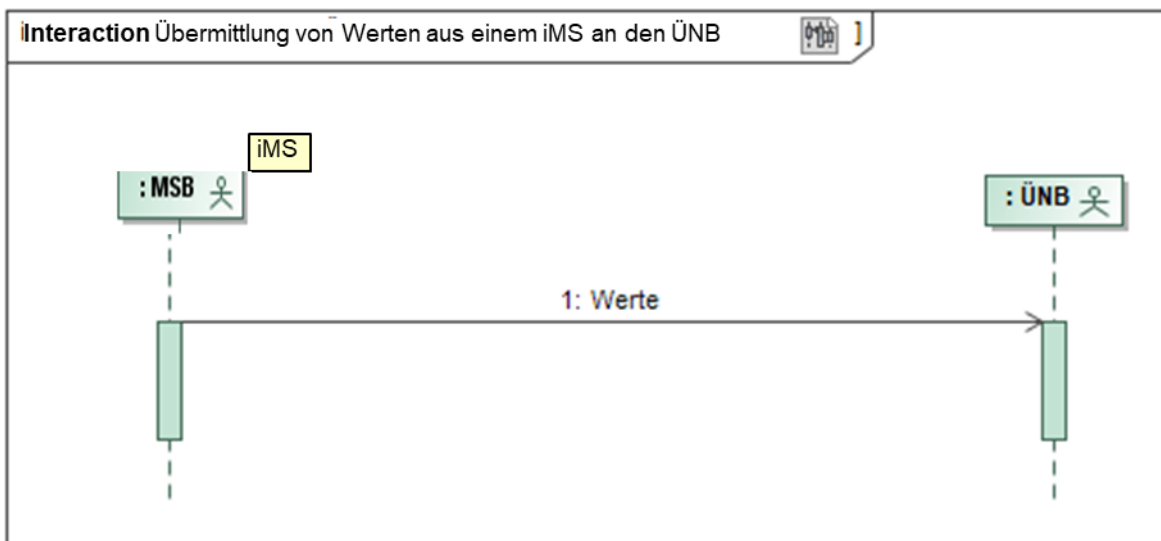 Interaction Übermittlung von Werten aus einem iMS an den ÜNB ]
iMS
: MSB
: ÜNB
1: Werte